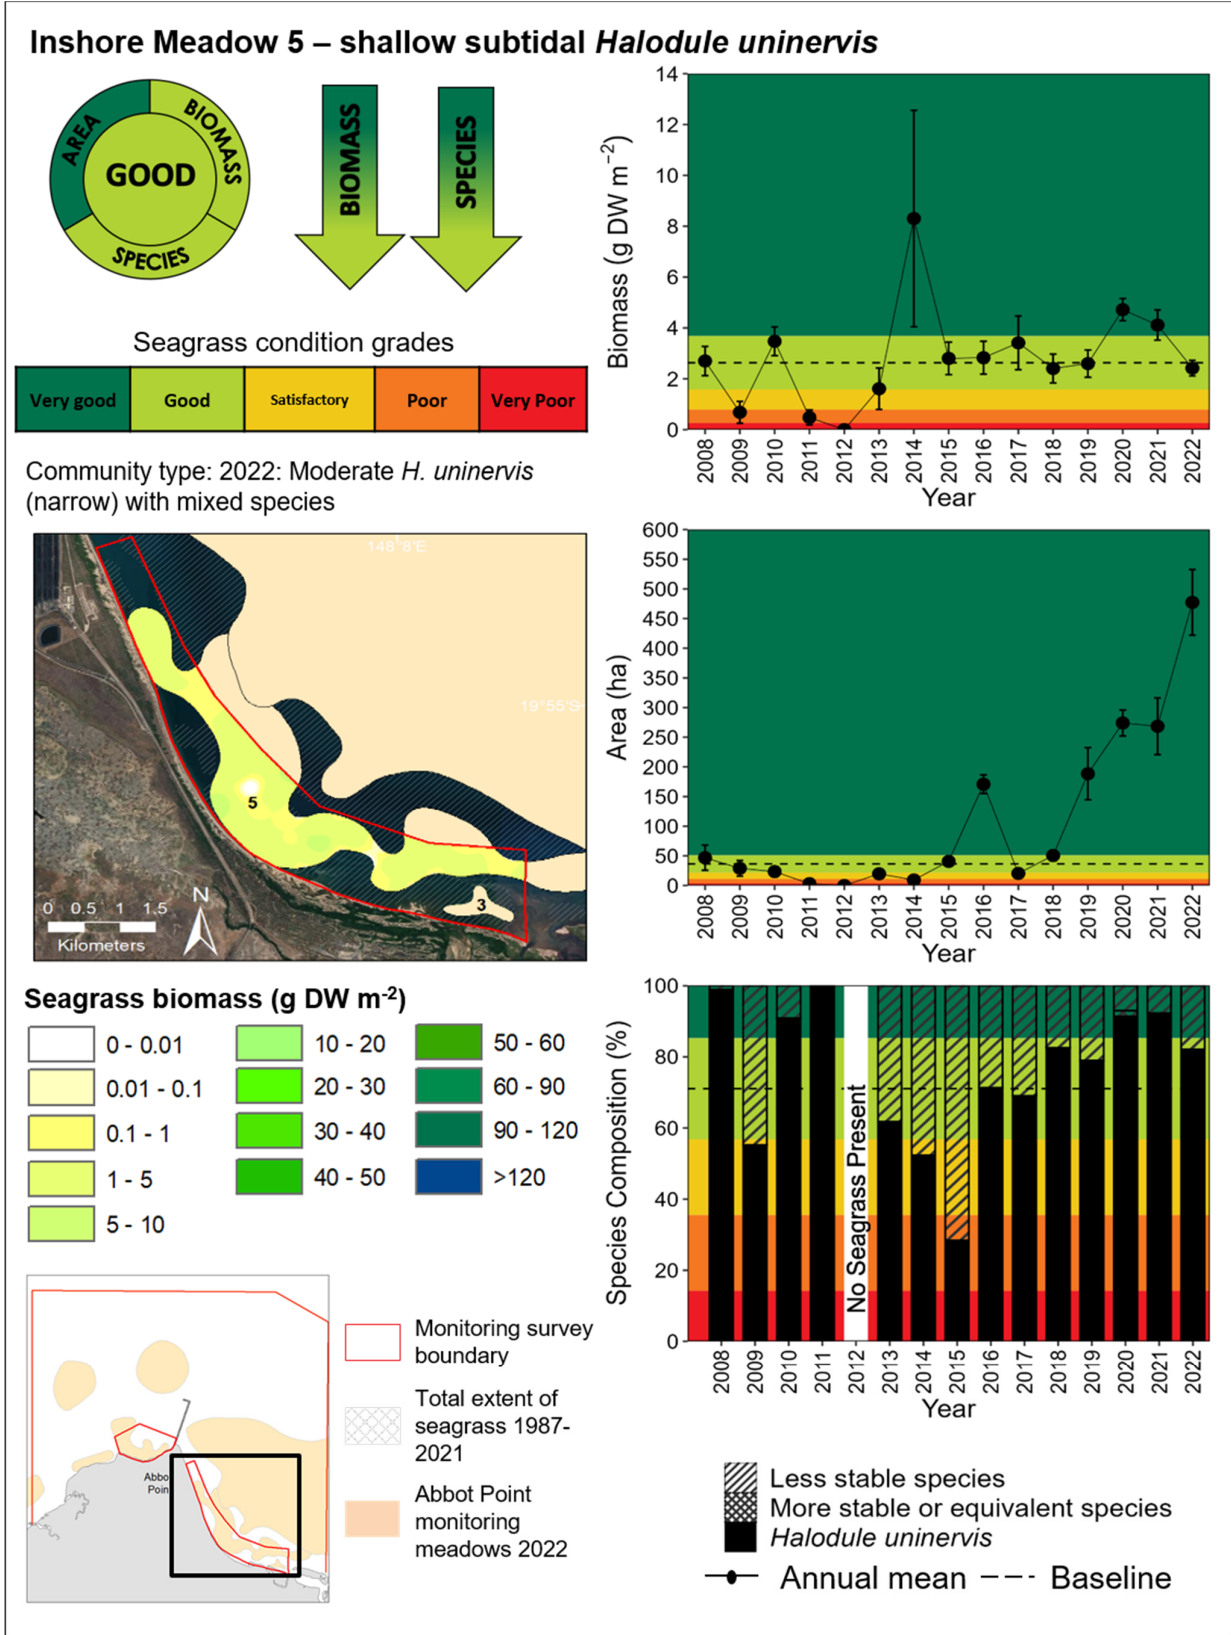 Inshore Meadow 5 – shallow subtidal Halodule uninervis
AREA
BIOMASS
GOOD
SPECIES
BIOMASS
SPECIES
Seagrass condition grades
Very good
Good
Satisfactory
Poor
Very Poor
Community type: 2022: Moderate H. uninervis
(narrow) with mixed species
148°8'E
19°55'S
5
3
N
0 0.5 1 1.5
Kilometers
Seagrass biomass (g DW m-2)
0 - 0.01
0.01 - 0.1
0.1 - 1
1 - 5
5 - 10
10 - 20
20 - 30
30 - 40
40 - 50
50 - 60
60 - 90
90 - 120
>120
Abbo
Poin
Monitoring survey
boundary
Total extent of
seagrass 1987-
2021
Abbot Point
monitoring
meadows 2022
Biomass (g DW m−2)
14
12
10
8
6
4
2
0
2008 2009 2010 2011 2012 2013 2014 2015 2016 2017 2018 2019 2020 2021 2022
Year
Area (ha)
600
550
500
450
400
350
300
250
200
150
100
50
0
2008 2009 2010 2011 2012 2013 2014 2015 2016 2017 2018 2019 2020 2021 2022
Year
Species Composition (%)
100
80
60
40
20
0
No Seagrass Present
2008 2009 2010 2011 2012 2013 2014 2015 2016 2017 2018 2019 2020 2021 2022
Year
Less stable species
More stable or equivalent species
Halodule uninervis
Annual mean
Baseline